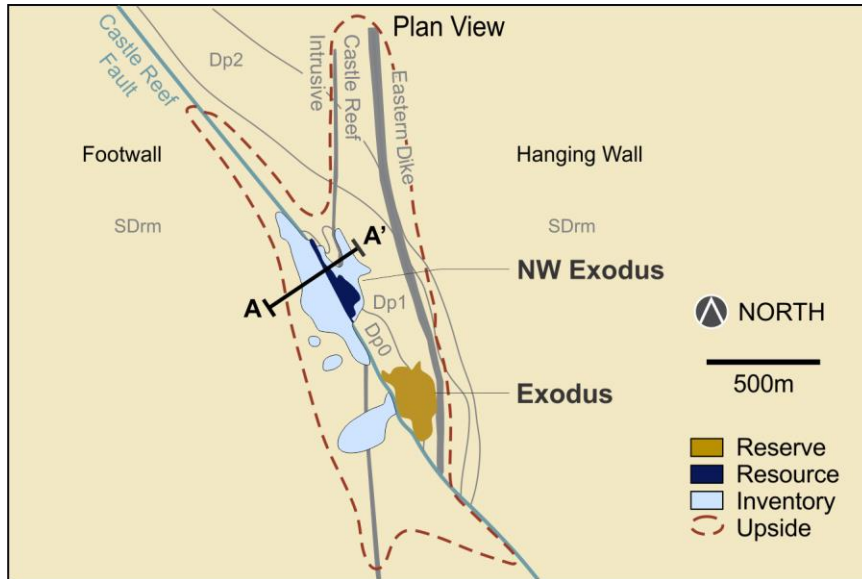 Plan View
Castle Reef
Fault
Dp2
Intrusive
Castle Reef
Eastern Dike
Footwall
Hanging Wall
SDrm
SDrm
A'
A
NW Exodus
Dp1
Dp0
Exodus
NORTH
500m
Reserve
Resource
Inventory
Upside